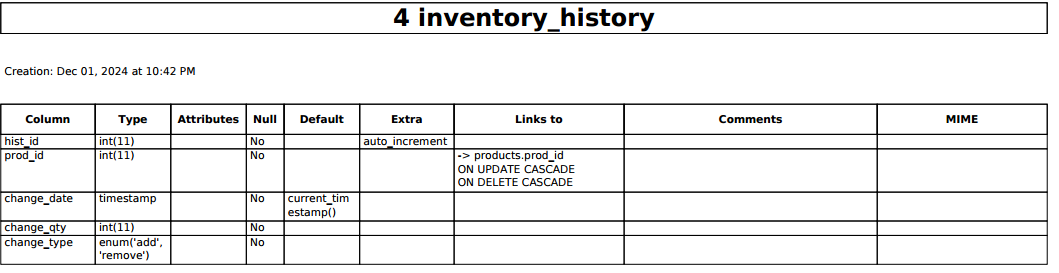 4 inventory_history
Creation: Dec 01, 2024 at 10:42 PM
Column Type Attributes Null Default Extra Links to Comments MIME
hist_id int(11) No auto_increment
prod_id int(11) No -> products.prod_id
ON UPDATE CASCADE
ON DELETE CASCADE
change_date timestamp No current_tim
estamp()
change_qty int(11) No
change_type enum('add', No
'remove')